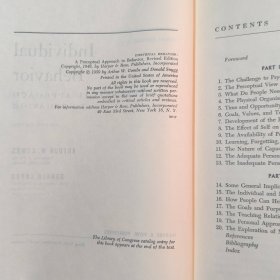 INDIVIDUAL BEHAVIOR:
A Perceptual Approach to Behavior, Revised Edition
Copyright, 1949, by Harper & Row, Publishers, Incorporated
Copyright © 1959 by Arthur W. Combs and Donald Snygg
Printed in the United States of America
All rights in this book are reserved.
No part of the book may be used or reproduced
in any manner whatsoever without written permission
except in the case of brief quotations
embodied in critical articles and reviews.
For information address Harper & Row, Publishers, Incorporated
49 East 33rd Street, New York 16, N. Y.
The Library of Congress catalog entry for
this book appears at the end of the text.
CONTENTS
Foreword
PART
1. The Challenge to
2. The Perceptual View
3. What Do People Need
4. The Physical Organis
5. Time and Opportunity
6. Goals, Values, and T
7. Development of the
8. The Effect of Self on
9. The Availability of P
10. Learning, Forgetting,
11. The Nature of Capac
12. The Adequate Person
13. The Inadequate Perso
PART
14. Some General Implic
15. The Individual and
16. How People Can He
17. The Goals and Purpo
18. The Teaching Relati
19. The Personal Approa
20. The Exploration of
References
Bibliography
Index